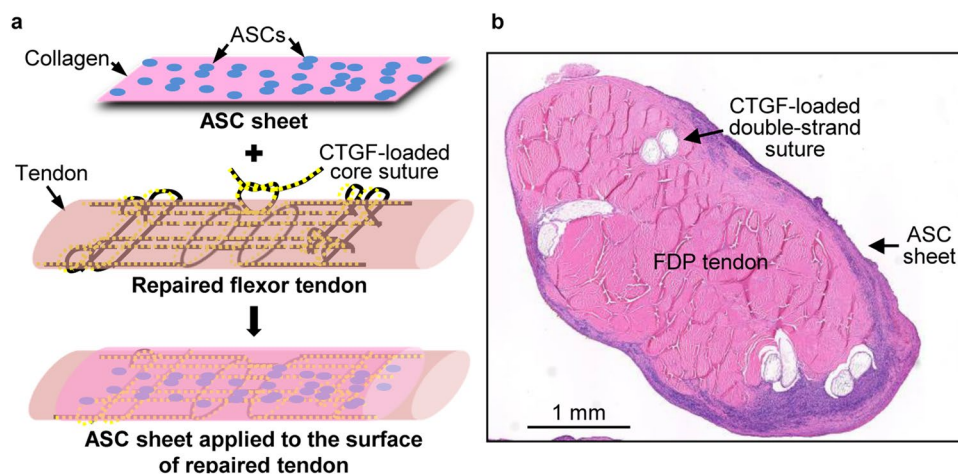 a
ASCs
Collagen
ASC sheet
+
Tendon
CTGF-loaded
core suture
Repaired flexor tendon
ASC sheet applied to the surface
of repaired tendon
b
CTGF-loaded
double-strand
suture
ASC
sheet
FDP tendon
1 mm